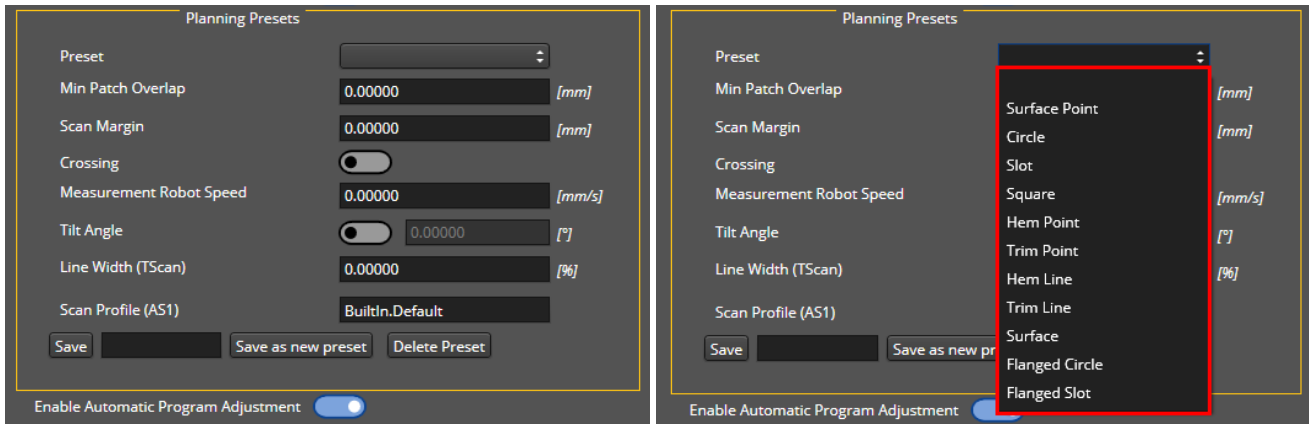 Planning Presets
Preset
Min Patch Overlap 0.00000 [mm]
Scan Margin 0.00000 [mm]
Crossing
Measurement Robot Speed 0.00000 [mm/s]
Tilt Angle 0.00000 [°]
Line Width (TScan) 0.00000 [%]
Scan Profile (AS1) BuiltIn.Default
Save Save as new preset Delete Preset
Enable Automatic Program Adjustment
Planning Presets
Preset
Min Patch Overlap [mm]
Scan Margin [mm]
Crossing
Measurement Robot Speed [mm/s]
Tilt Angle [°]
Line Width (TScan) [%]
Scan Profile (AS1)
Save Save as new pr
Enable Automatic Program Adjustment
Surface Point
Circle
Slot
Square
Hem Point
Trim Point
Hem Line
Trim Line
Surface
Flanged Circle
Flanged Slot